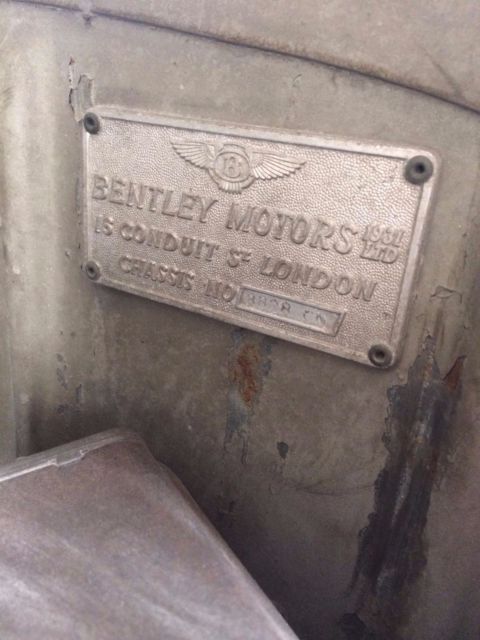 B
BENTLEY MOTORS 1931 LTD
16 CONDUIT ST LONDON
CHASSIS NO